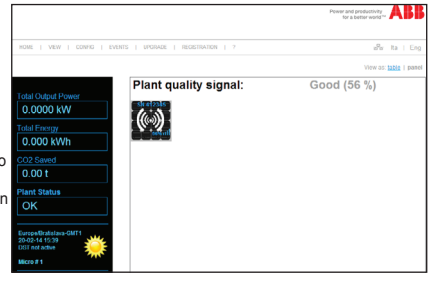 Power and productivity
for a better world™
ABB
HOME | VIEW | CONFIG | EVENTS | UPGRADE | REGISTRATION | ?
Ita | Eng
View as: table | panel
Plant quality signal: Good (56 %)
Total Output Power
0.0000 kW
Total Energy
0.000 kWh
o
CO2 Saved
0.00 t
Plant Status
n
OK
Europe/Bratislava-GMT1
20-02-14 15:39
DST not active
Micro # 1